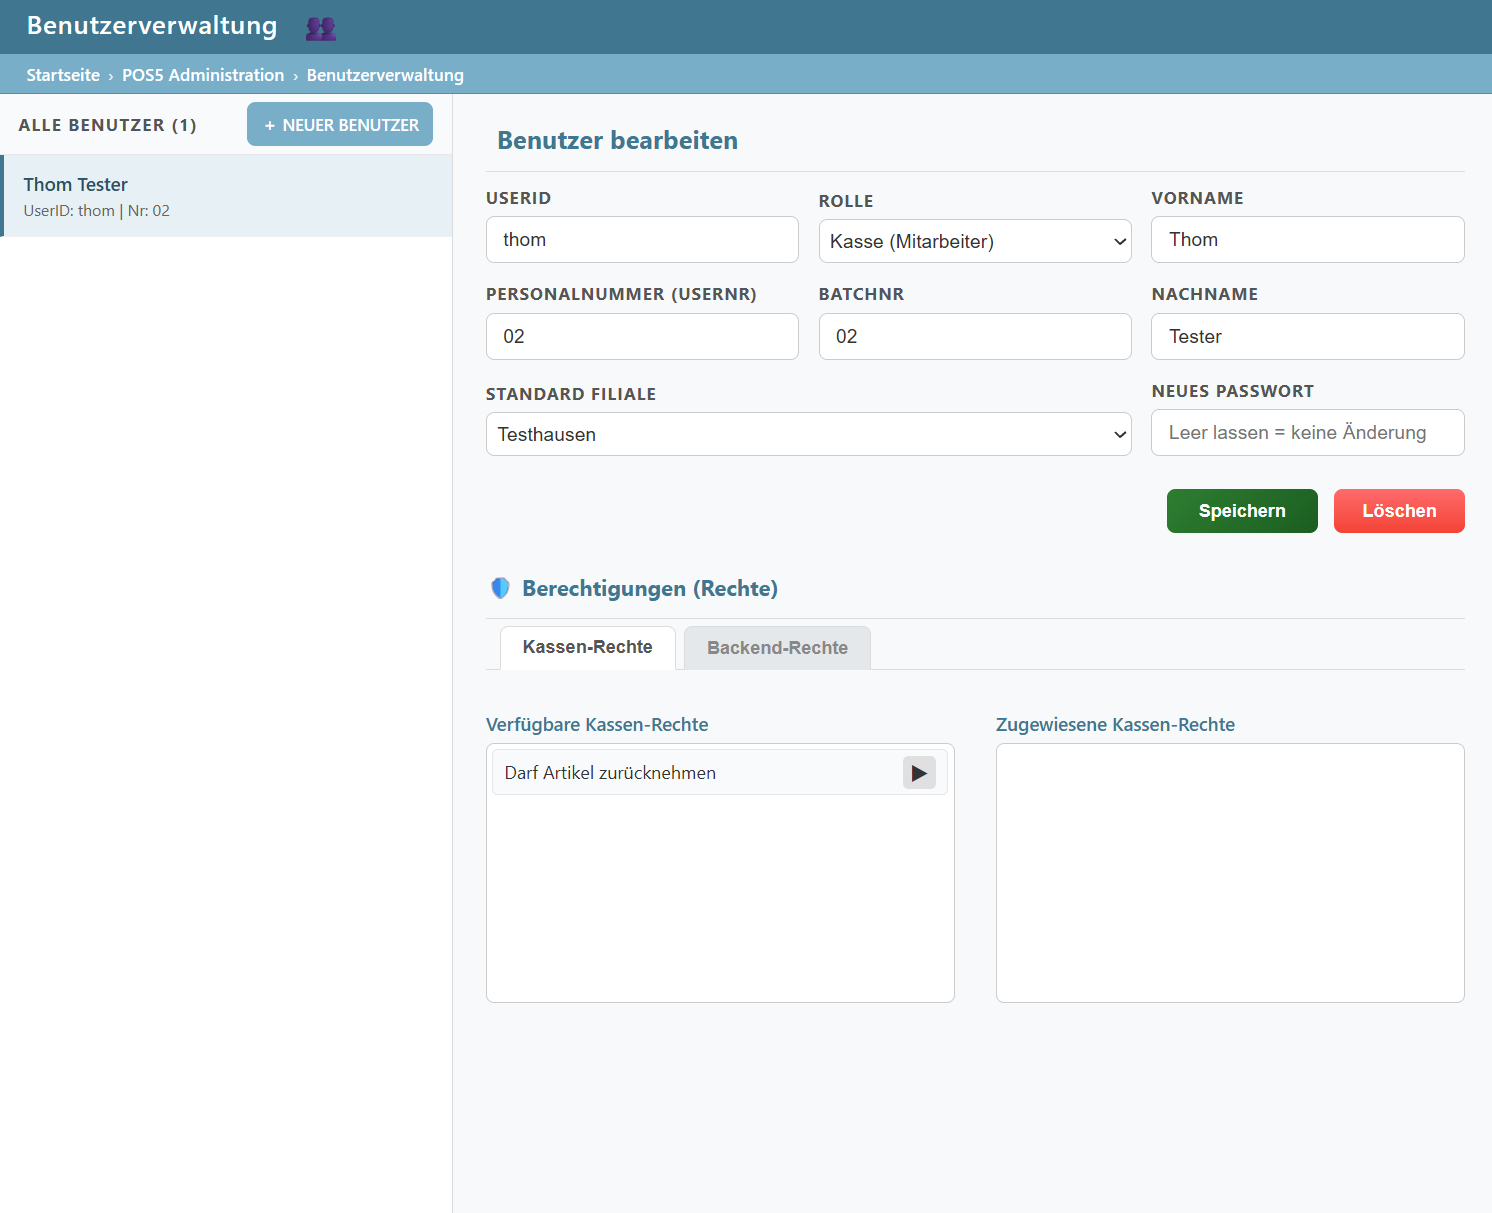 Benutzerverwaltung
Startseite › POS5 Administration › Benutzerverwaltung
ALLE BENUTZER (1)
+ NEUER BENUTZER
Thom Tester
UserID: thom | Nr: 02
Benutzer bearbeiten
USERID
ROLLE
VORNAME
thom
Kasse (Mitarbeiter)
Thom
PERSONALNUMMER (USERNR)
BATCHNR
NACHNAME
02
02
Tester
STANDARD FILIALE
NEUES PASSWORT
Testhausen
Leer lassen = keine Änderung
Speichern
Löschen
Berechtigungen (Rechte)
Kassen-Rechte
Backend-Rechte
Verfügbare Kassen-Rechte
Zugewiesene Kassen-Rechte
Darf Artikel zurücknehmen